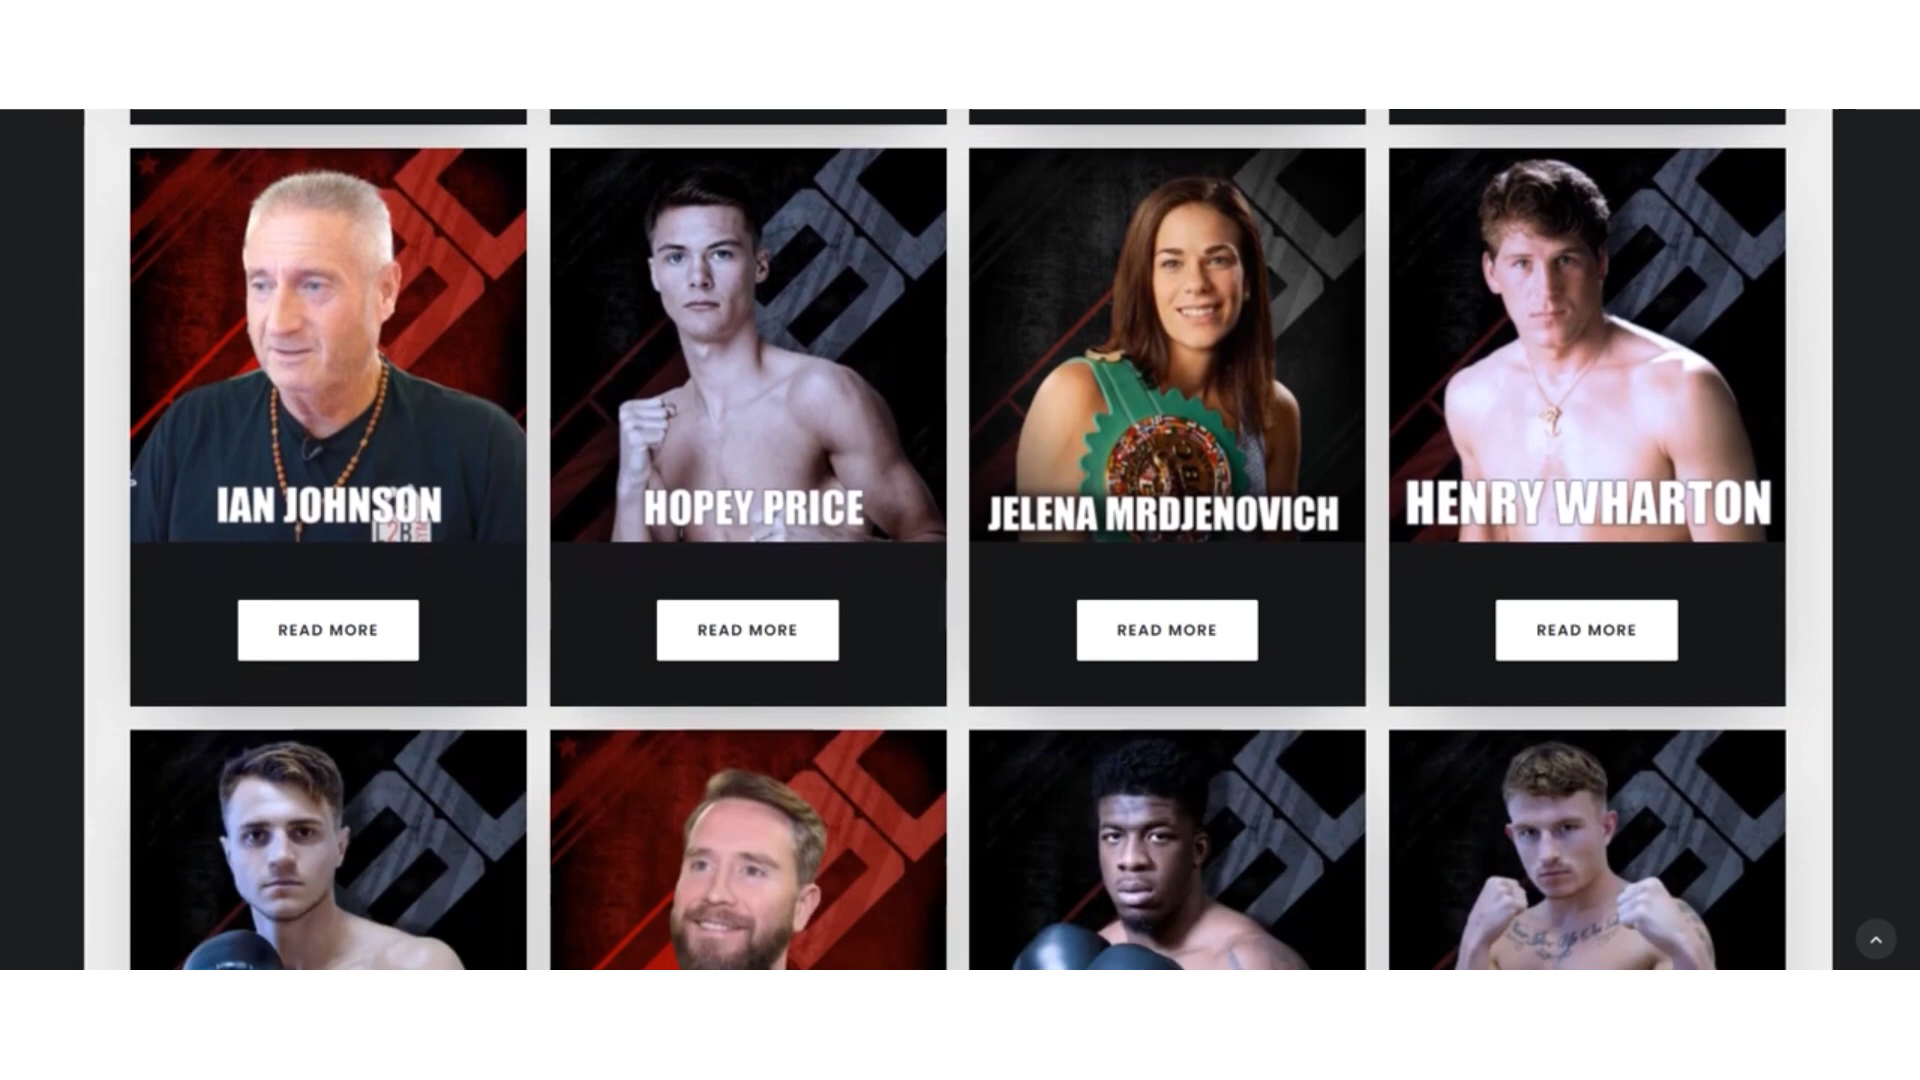 IAN JOHNSON
HOPEY PRICE
JELENA MRDJENOVICH
HENRY WHARTON
READ MORE
READ MORE
READ MORE
READ MORE